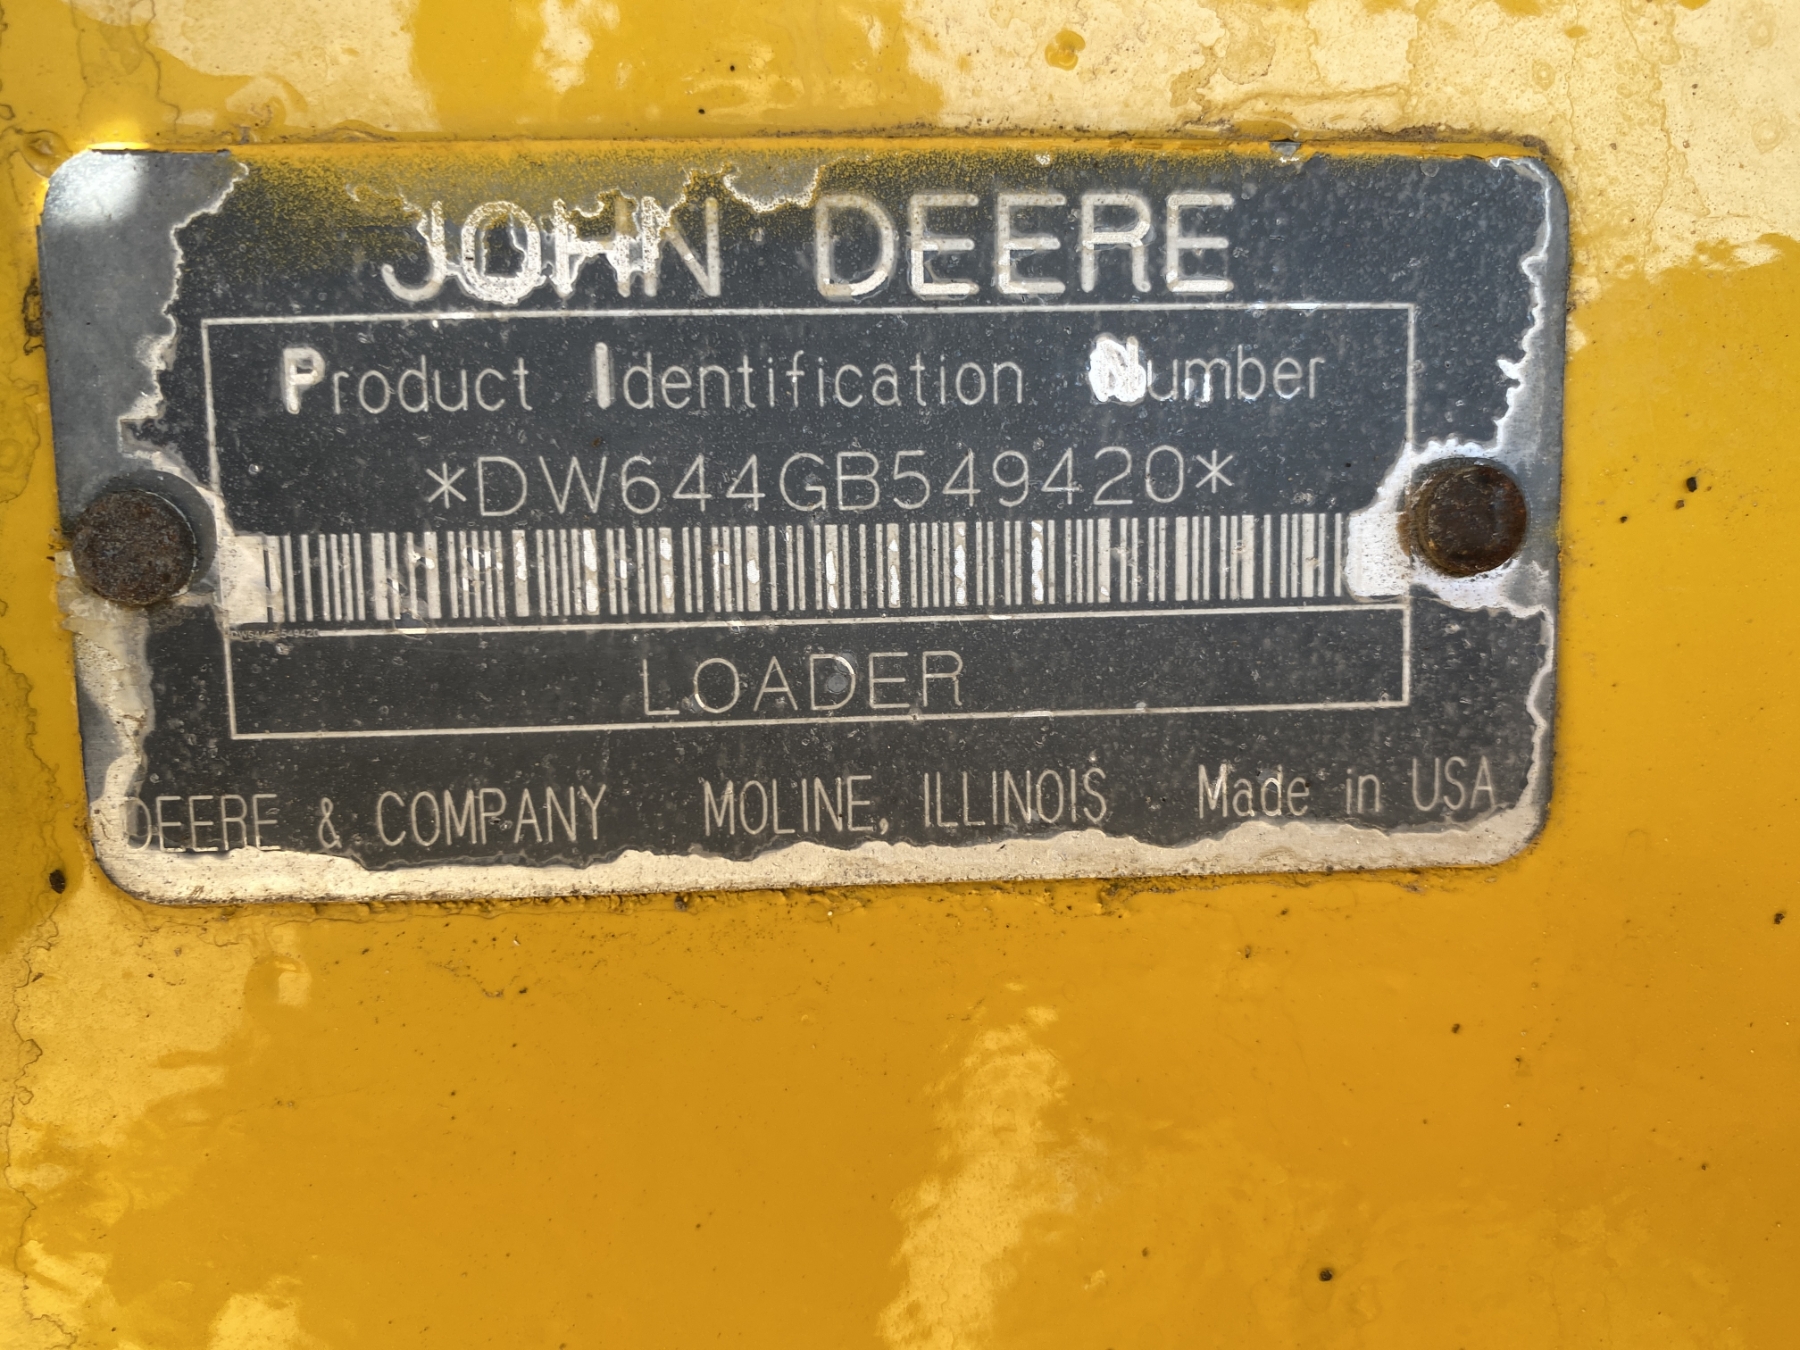 JOHN DEERE
Product Identification Number
*DW644GB549420*
LOADER
DEERE & COMPANY MOLINE, ILLINOIS Made in USA